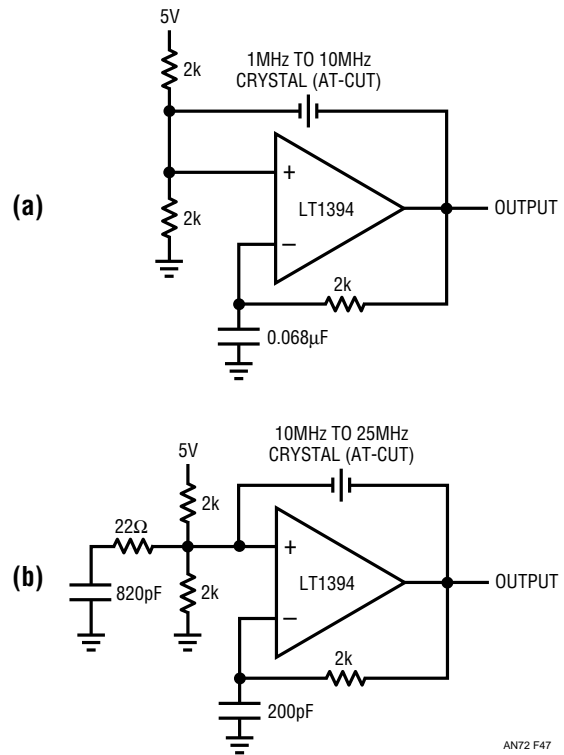 5V
2k
1MHz TO 10MHz
CRYSTAL (AT-CUT)
(a)
+
LT1394
OUTPUT
2k
−
2k
0.068µF
10MHz TO 25MHz
CRYSTAL (AT-CUT)
5V
2k
22Ω
+
(b)
820pF
2k
LT1394
OUTPUT
−
2k
200pF
AN72 F47